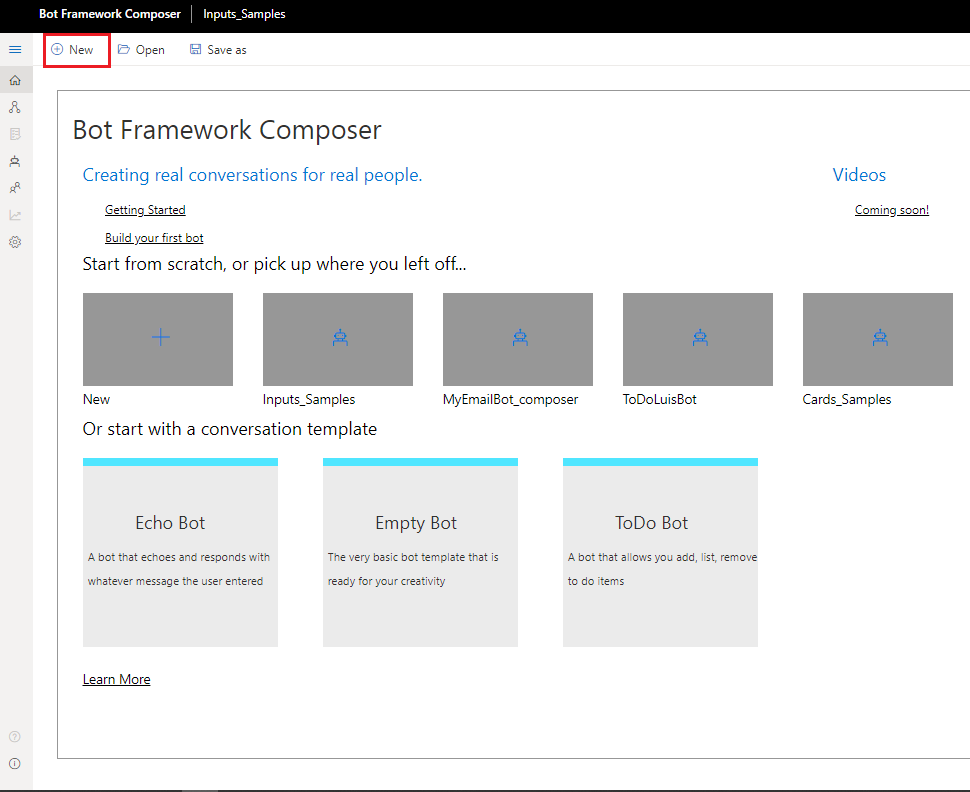 Bot Framework Composer Inputs_Samples
New Open Save as
Bot Framework Composer
Creating real conversations for real people. Videos
Getting Started Coming soon!
Build your first bot
Start from scratch, or pick up where you left off...
New Inputs_Samples MyEmailBot_composer ToDoLuisBot Cards_Samples
Or start with a conversation template
Echo Bot
A bot that echoes and responds with
whatever message the user entered
Empty Bot
The very basic bot template that is
ready for your creativity
ToDo Bot
A bot that allows you add, list, remove
to do items
Learn More